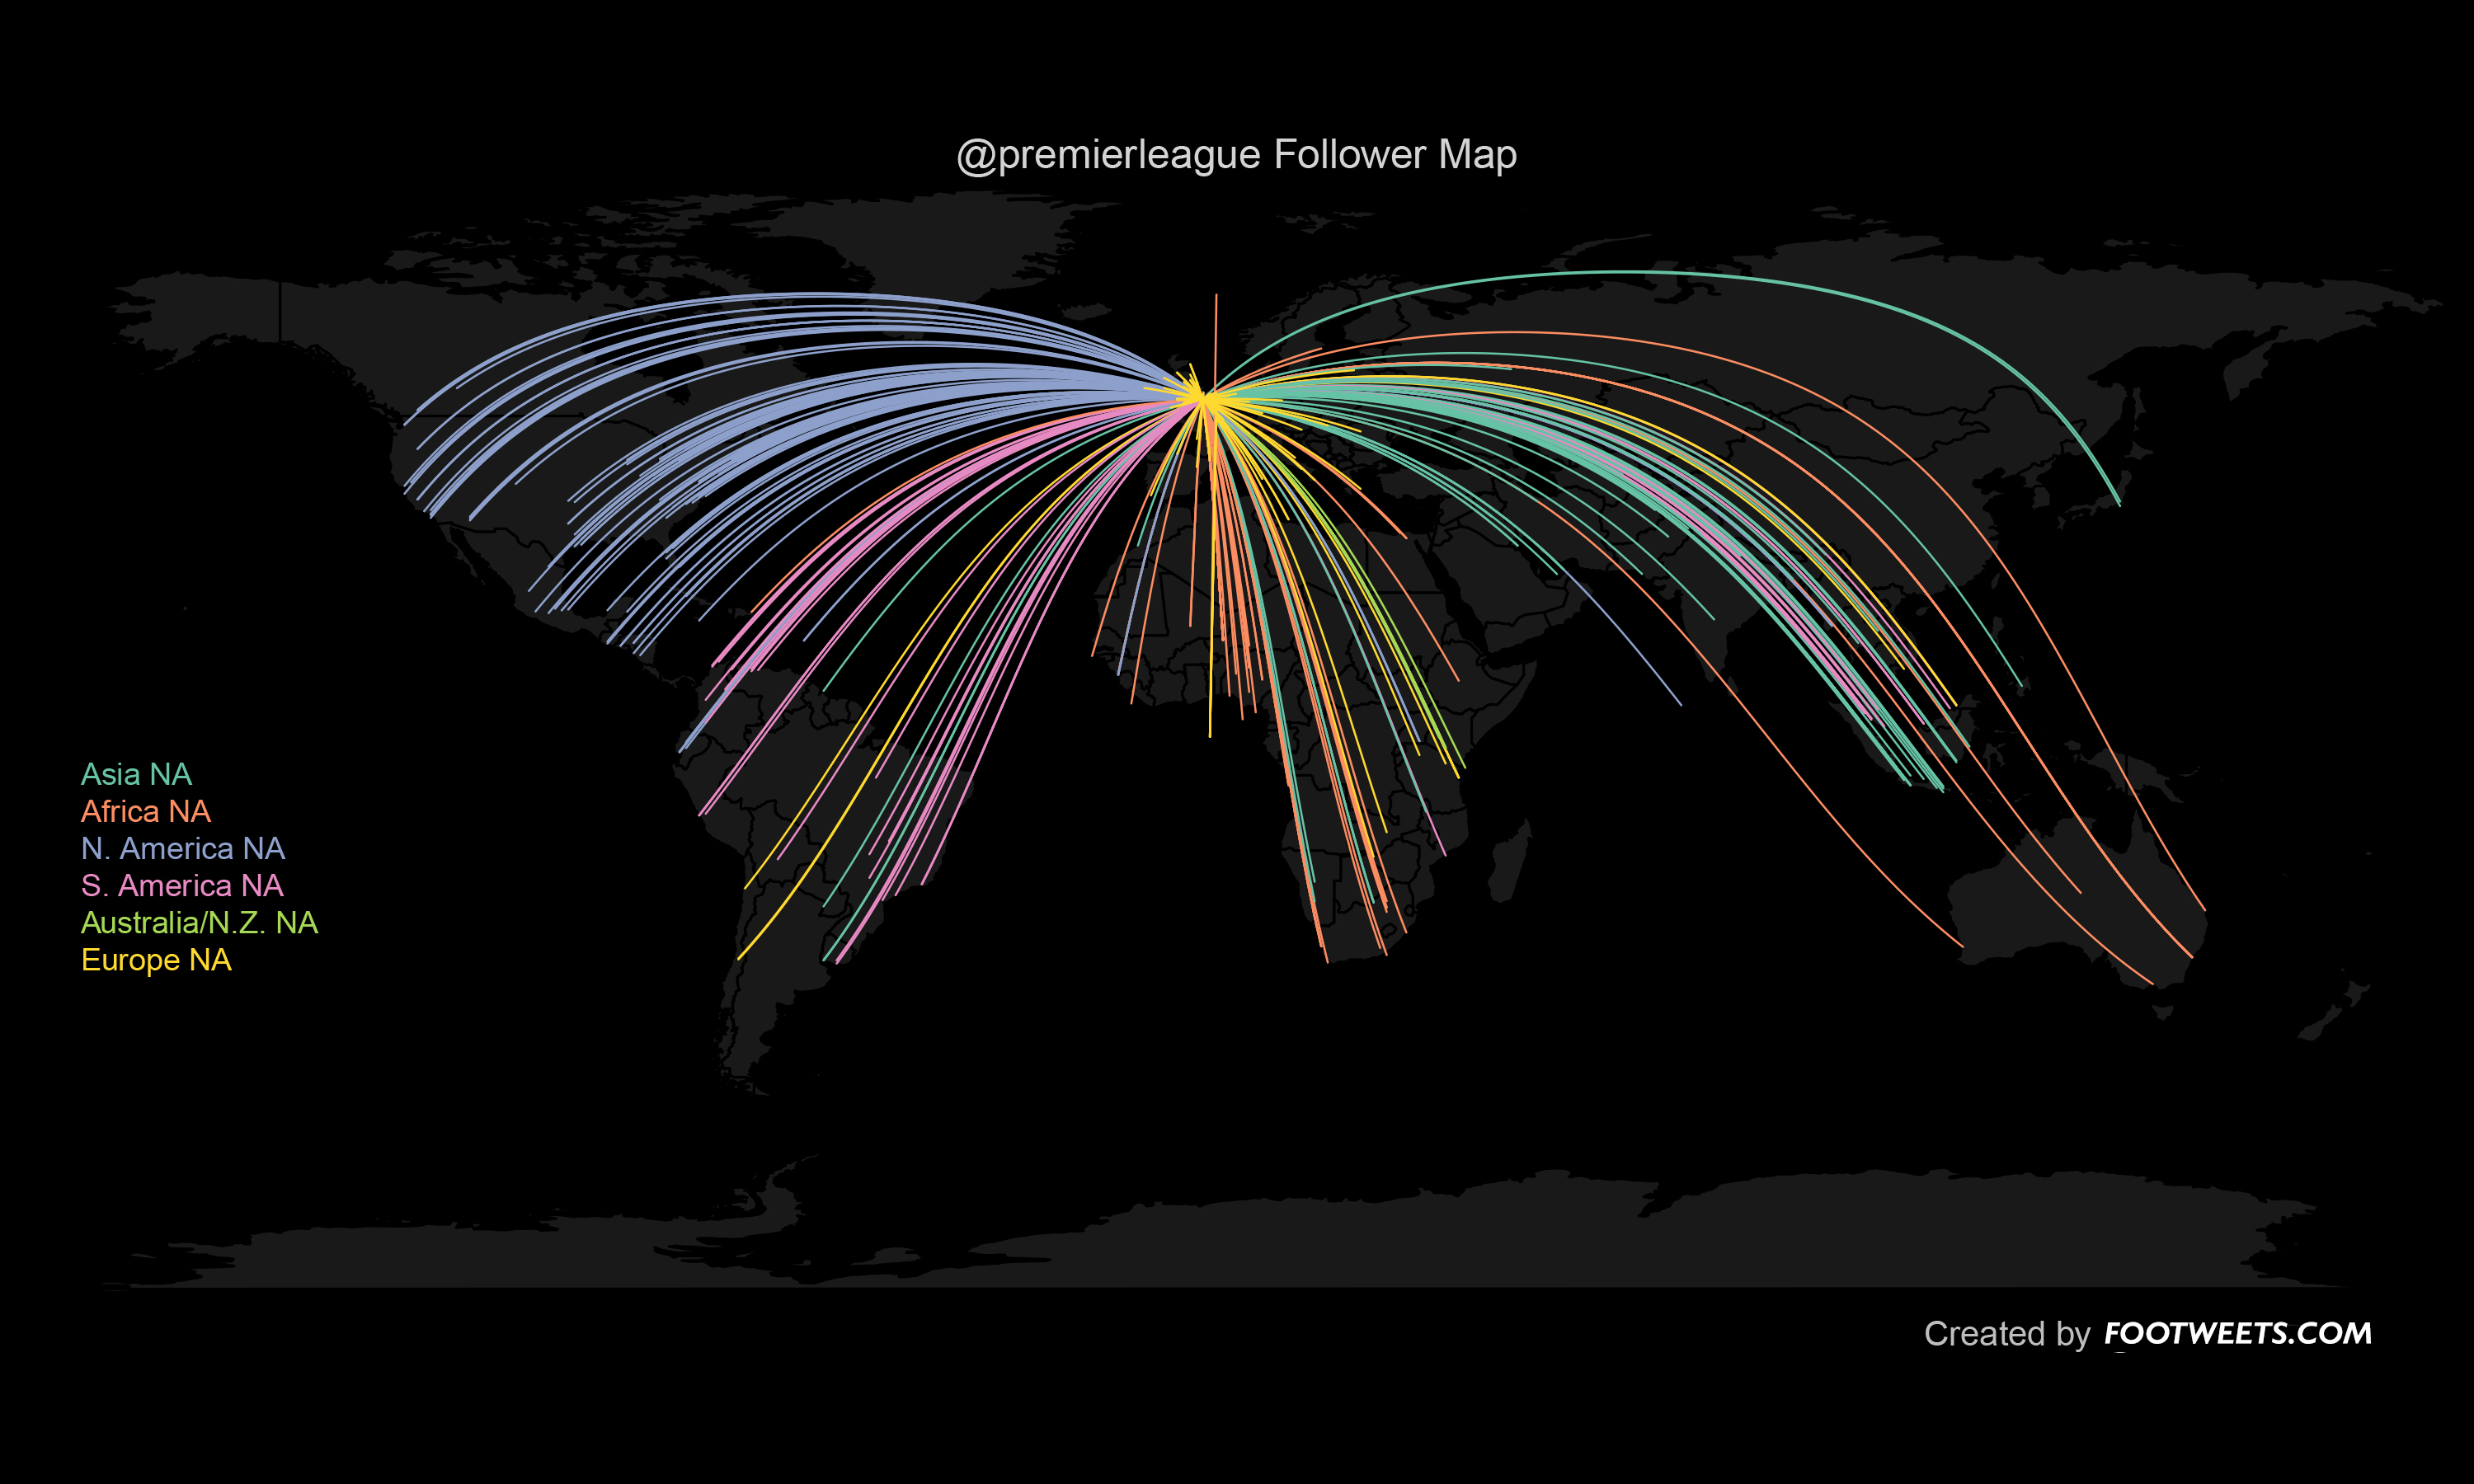 @premierleague Follower Map
Asia NA
Africa NA
N. America NA
S. America NA
Australia/N.Z. NA
Europe NA
Created by FOOTWEETS.COM